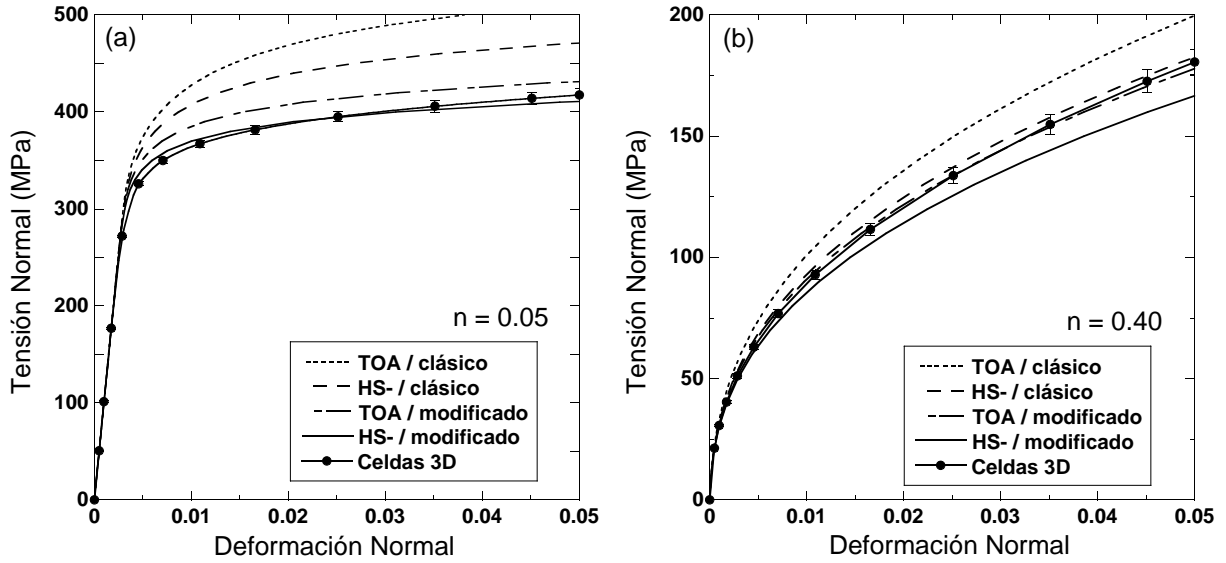 (a)
500
400
300
200
100
0
Tensión Normal (MPa)
n = 0.05
TOA / clásico
HS- / clásico
TOA / modificado
HS- / modificado
Celdas 3D
0
0.01
0.02
0.03
0.04
0.05
Deformación Normal
(b)
200
150
100
50
0
Tensión Normal (MPa)
n = 0.40
TOA / clásico
HS- / clásico
TOA / modificado
HS- / modificado
Celdas 3D
0
0.01
0.02
0.03
0.04
0.05
Deformación Normal